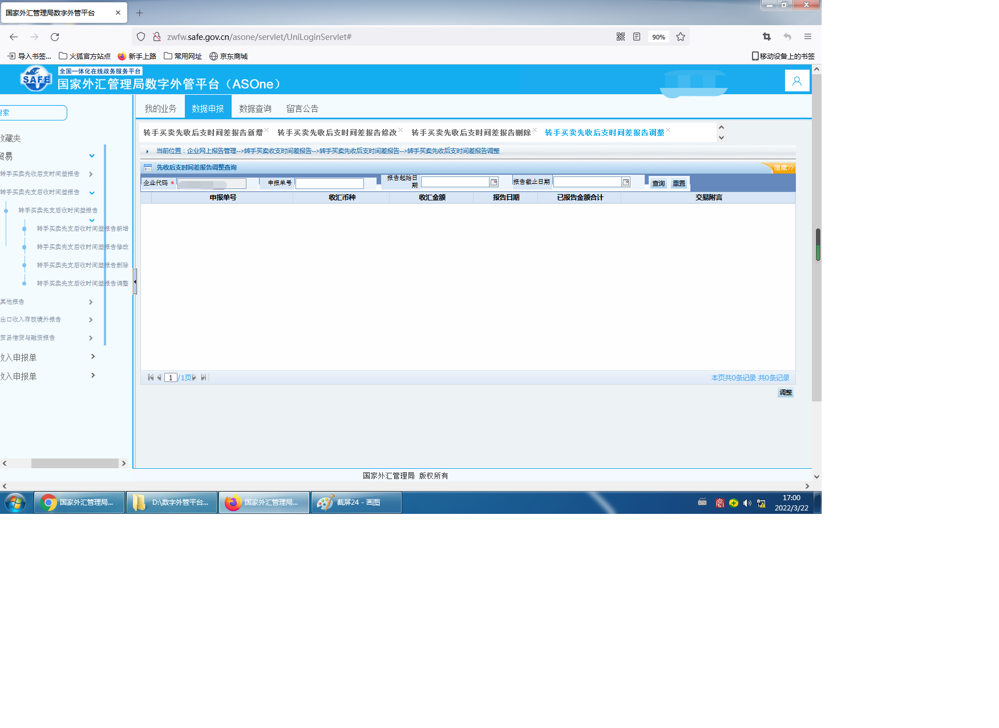 国家外汇管理局数字外管平台
zwfw.safe.gov.cn/asone/servlet/UniLoginServlet#
90%
导入书签...
火狐官方站点
新手上路
常用网址
京东商城
移动设备上的书签
SAFE
全国一体化在线政务服务平台
国家外汇管理局数字外管平台（ASOne）
我的业务
数据申报
数据查询
留言公告
搜索
收藏夹
贸易
转手买卖先收后支时间差报告
转手买卖先支后收时间差报告
转手买卖先支后收时间差报告
转手买卖先支后收时间差报告新增
转手买卖先支后收时间差报告修改
转手买卖先支后收时间差报告删除
转手买卖先支后收时间差报告调整
其他报告
出口收入存放境外报告
贸易信贷与融资报告
收入申报单
收入申报单
转手买卖先收后支时间差报告新增
转手买卖先收后支时间差报告修改
转手买卖先收后支时间差报告删除
转手买卖先收后支时间差报告调整
当前位置：企业网上报告管理-->转手买卖收支时间差报告-->转手买卖先收后支时间差报告-->转手买卖先收后支时间差报告调整
先收后支时间差报告调整查询
隐藏>>
企业代码 *
申报单号
报告起始日期
报告截止日期
查询
重置
申报单号
收汇币种
收汇金额
报告日期
已报告金额合计
交易附言
1 /1页
本页共0条记录 共0条记录
调整
国家外汇管理局 版权所有
国家外汇管理局...
D:\数字外管平台...
国家外汇管理局...
截屏24 - 画图
17:00
2022/3/22